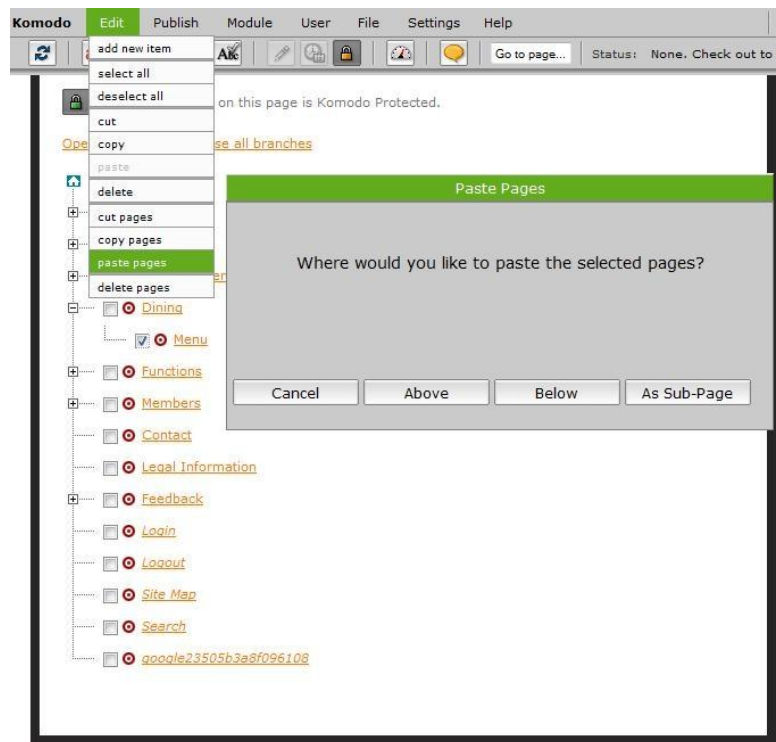 Komodo Edit Publish Module User File Settings Help
add new item
ABC Go to page... Status: None. Check out to
select all
deselect all
on this page is Komodo Protected.
cut
copy
Ope se all branches
paste
delete
Paste Pages
cut pages
copy pages
paste pages
Where would you like to paste the selected pages?
er
delete pages
Dining
Menu
Functions
Cancel Above Below As Sub-Page
Members
Contact
Legal Information
Feedback
Login
Logout
Site Map
Search
google23505b3a8f096108